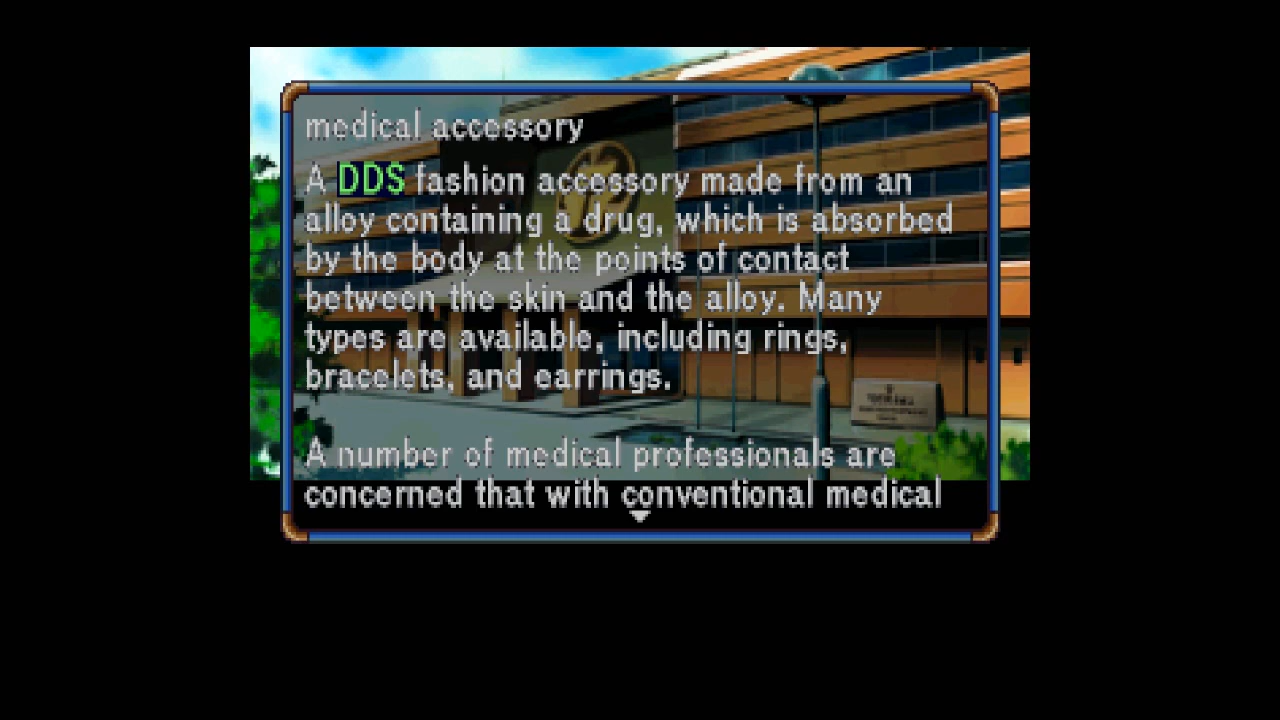 medical accessory
A DDS fashion accessory made from an
alloy containing a drug, which is absorbed
by the body at the points of contact
between the skin and the alloy. Many
types are available, including rings,
bracelets, and earrings.
A number of medical professionals are
concerned that with conventional medical